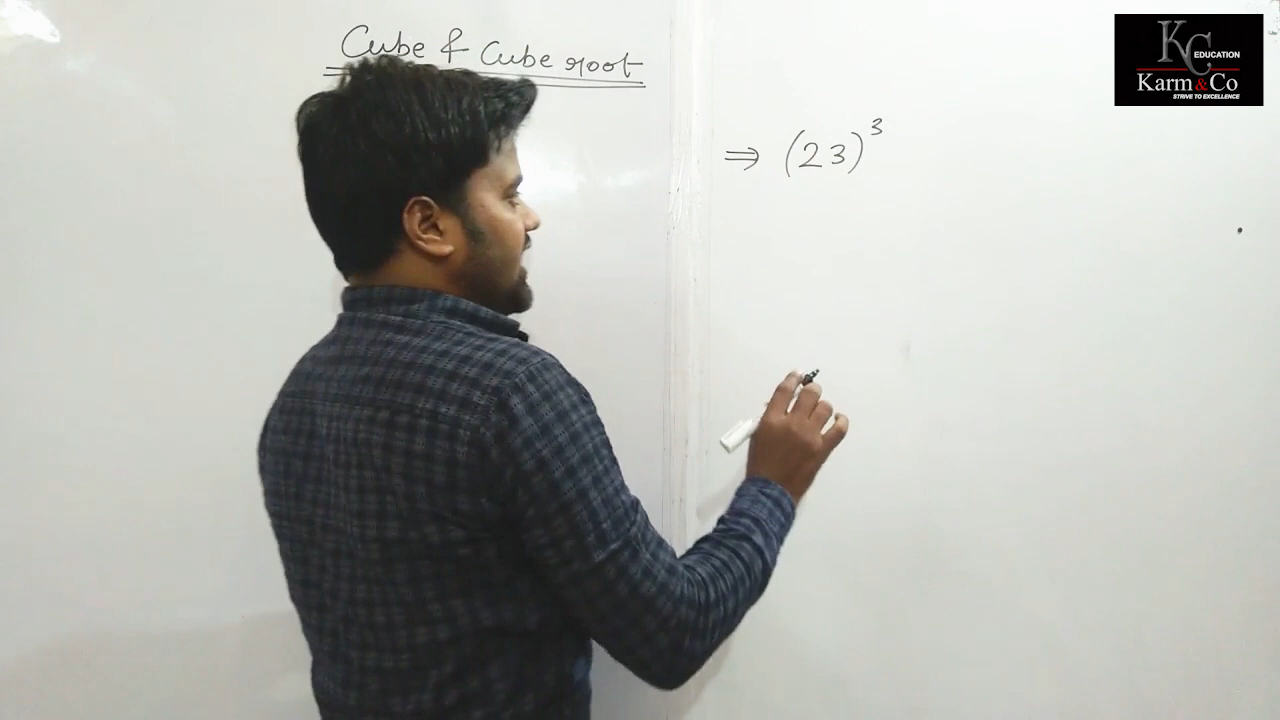 Cube & Cube root
⇒ (23)³
KC EDUCATION
Karm&Co
STRIVE TO EXCELLENCE